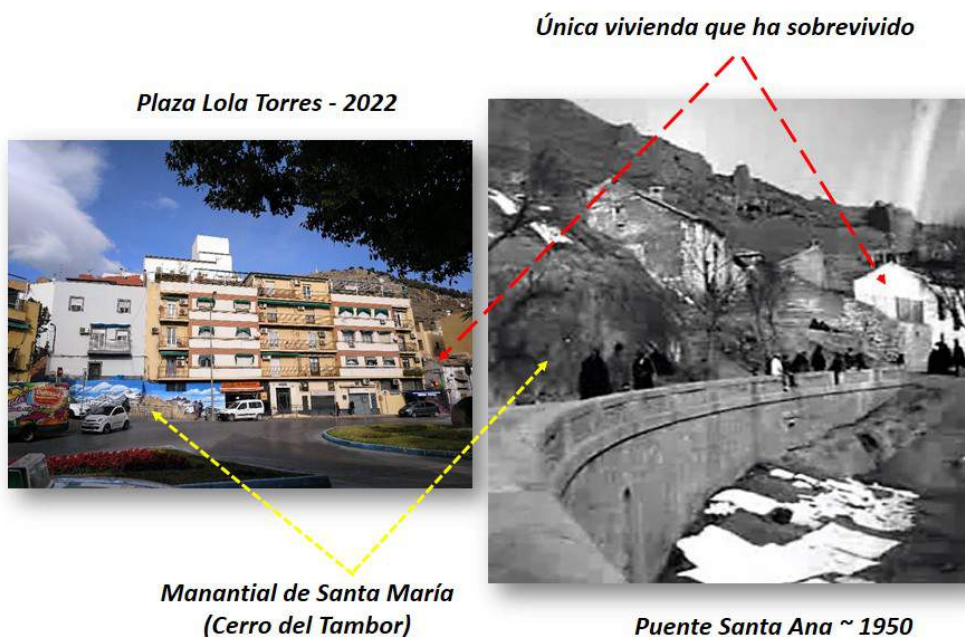 Única vivienda que ha sobrevivido
Plaza Lola Torres - 2022
Manantial de Santa María
(Cerro del Tambor)
Puente Santa Ana ~ 1950